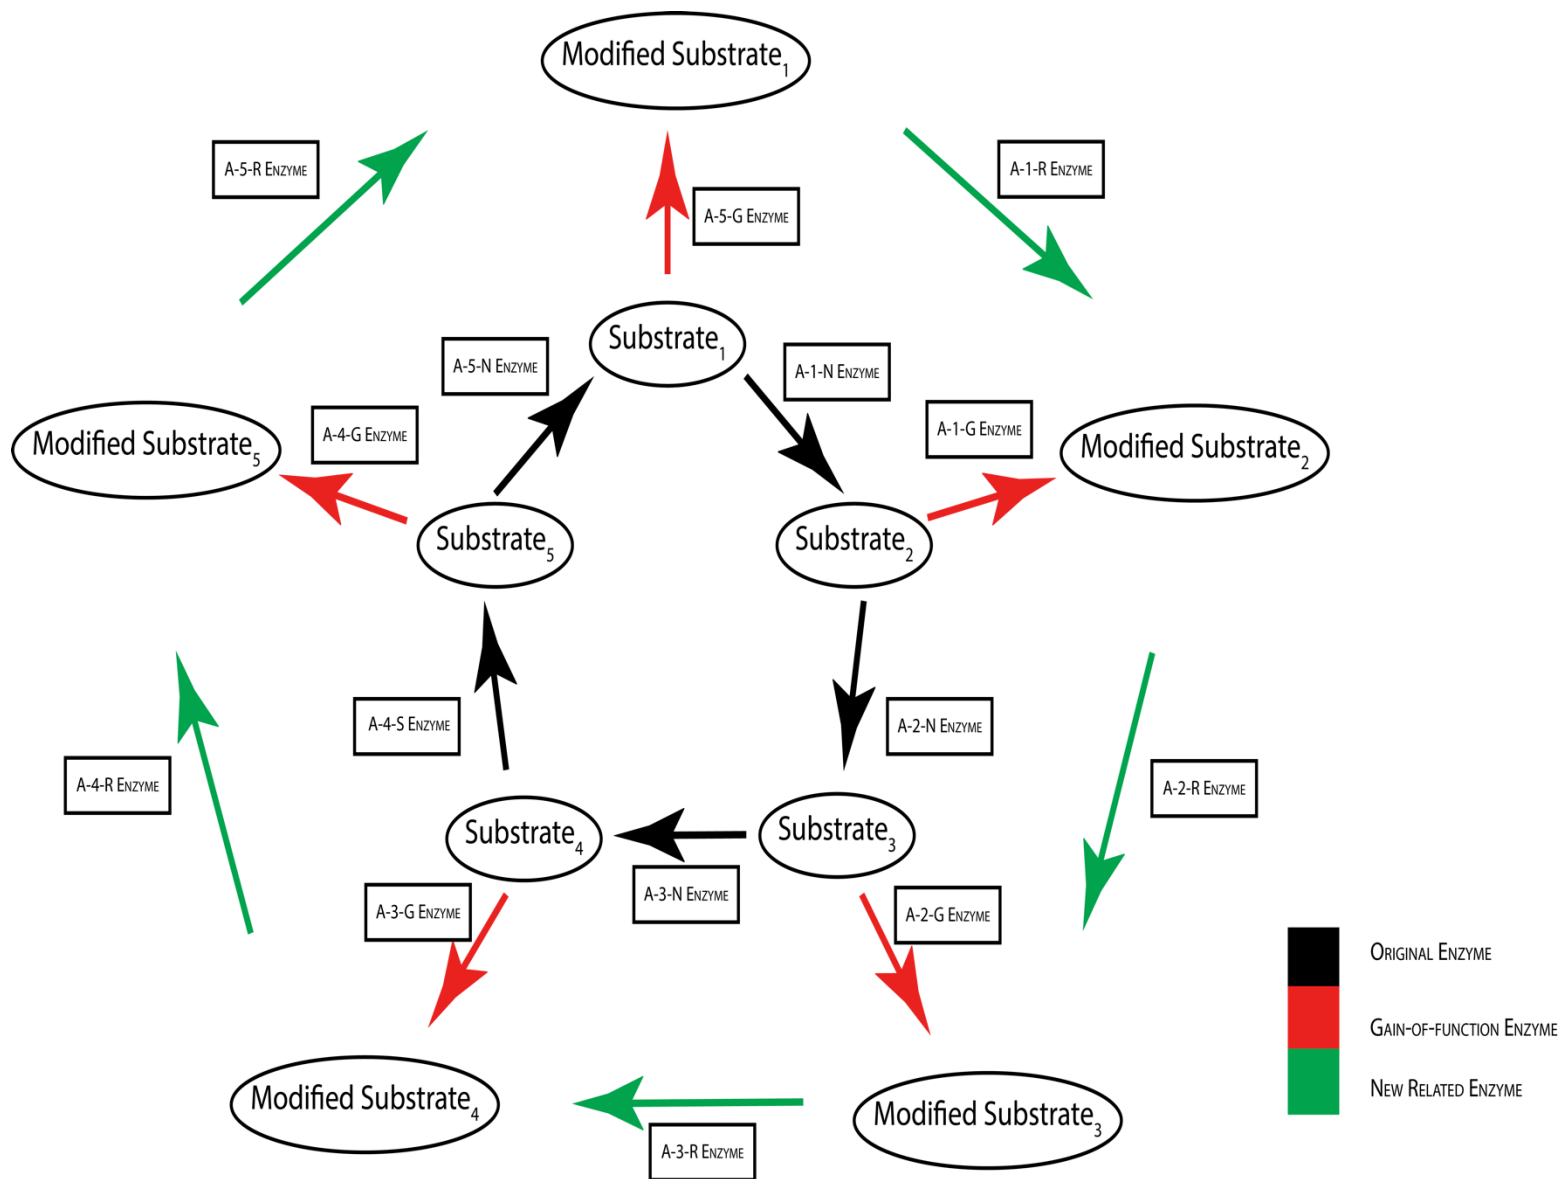 Modified Substrate1
A-5-R Enzyme
A-1-R Enzyme
A-5-G Enzyme
Substrate1
A-5-N Enzyme
A-1-N Enzyme
Modified Substrate5
A-4-G Enzyme
A-1-G Enzyme
Modified Substrate2
Substrate5
Substrate2
A-4-S Enzyme
A-2-N Enzyme
A-4-R Enzyme
A-2-R Enzyme
Substrate4
Substrate3
A-3-N Enzyme
A-3-G Enzyme
A-2-G Enzyme
Original Enzyme
Gain-of-function Enzyme
New Related Enzyme
Modified Substrate4
Modified Substrate3
A-3-R Enzyme